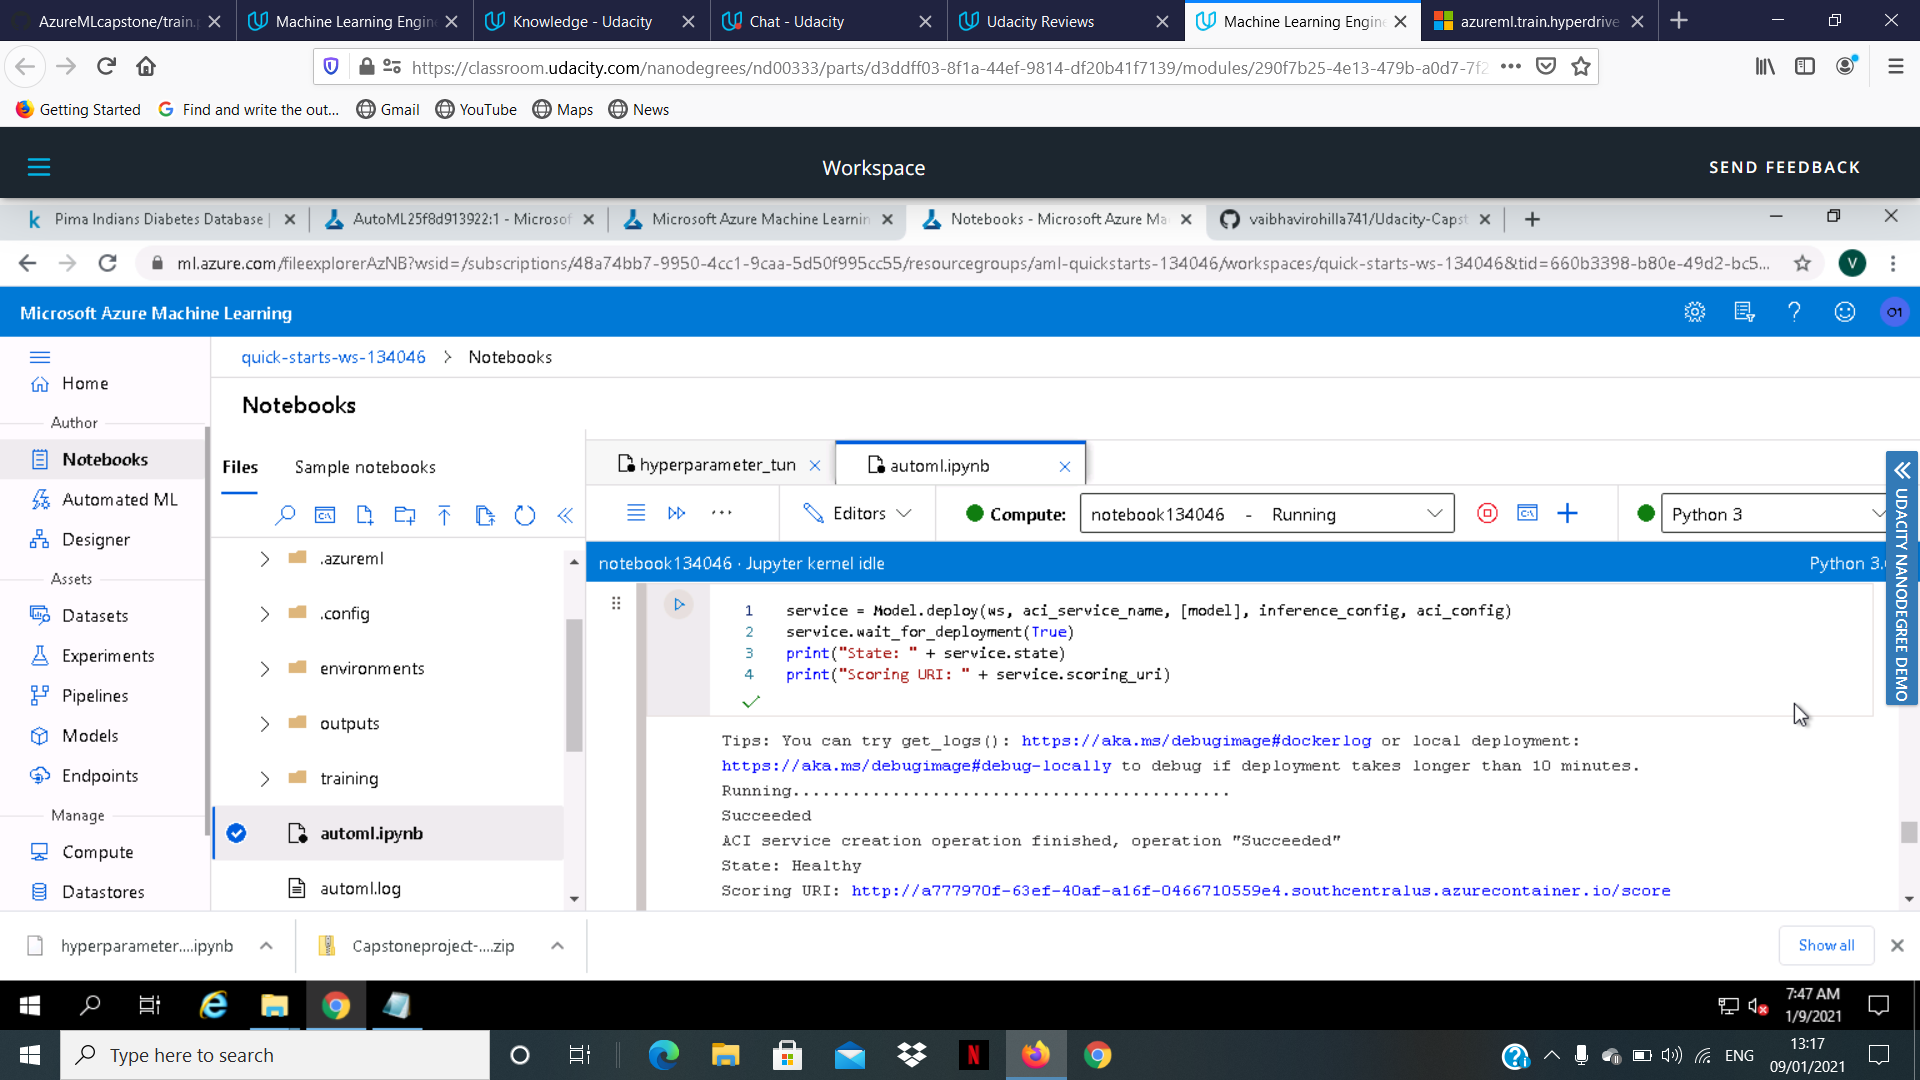 AzureMLcapstone/train.p
Machine Learning Engine
Knowledge - Udacity
Chat - Udacity
Udacity Reviews
Machine Learning Engine
azureml.train.hyperdrive
https://classroom.udacity.com/nanodegrees/nd00333/parts/d3ddff03-8f1a-44ef-9814-df20b41f7139/modules/290f7b25-4e13-479b-a0d7-7f2
Getting Started
Find and write the out...
Gmail
YouTube
Maps
News
Workspace
SEND FEEDBACK
Pima Indians Diabetes Database |
AutoML25f8d913922:1 - Microsof
Microsoft Azure Machine Learnin
Notebooks - Microsoft Azure Ma
vaibhavirohilla741/Udacity-Capst
ml.azure.com/fileexplorerAzNB?wsid=/subscriptions/48a74bb7-9950-4cc1-9caa-5d50f995cc55/resourcegroups/aml-quickstarts-134046/workspaces/quick-starts-ws-134046&tid=660b3398-b80e-49d2-bc5...
V
Microsoft Azure Machine Learning
O1
quick-starts-ws-134046 > Notebooks
Home
Author
Notebooks
Automated ML
Designer
Assets
Datasets
Experiments
Pipelines
Models
Endpoints
Manage
Compute
Datastores
Notebooks
Files
Sample notebooks
.azureml
.config
environments
outputs
training
automl.ipynb
automl.log
hyperparameter_tun
automl.ipynb
Editors
Compute:
notebook134046 - Running
Python 3
notebook134046 · Jupyter kernel idle
Python 3.
UDACITY NANODEGREE DEMO
1 service = Model.deploy(ws, aci_service_name, [model], inference_config, aci_config)
2 service.wait_for_deployment(True)
3 print("State: " + service.state)
4 print("Scoring URI: " + service.scoring_uri)
Tips: You can try get_logs(): https://aka.ms/debugimage#dockerlog or local deployment:
https://aka.ms/debugimage#debug-locally to debug if deployment takes longer than 10 minutes.
Running............................................
Succeeded
ACI service creation operation finished, operation "Succeeded"
State: Healthy
Scoring URI: http://a777970f-63ef-40af-a16f-0466710559e4.southcentralus.azurecontainer.io/score
hyperparameter....ipynb
Capstoneproject-....zip
Show all
7:47 AM
1/9/2021
Type here to search
N
ENG
13:17
09/01/2021